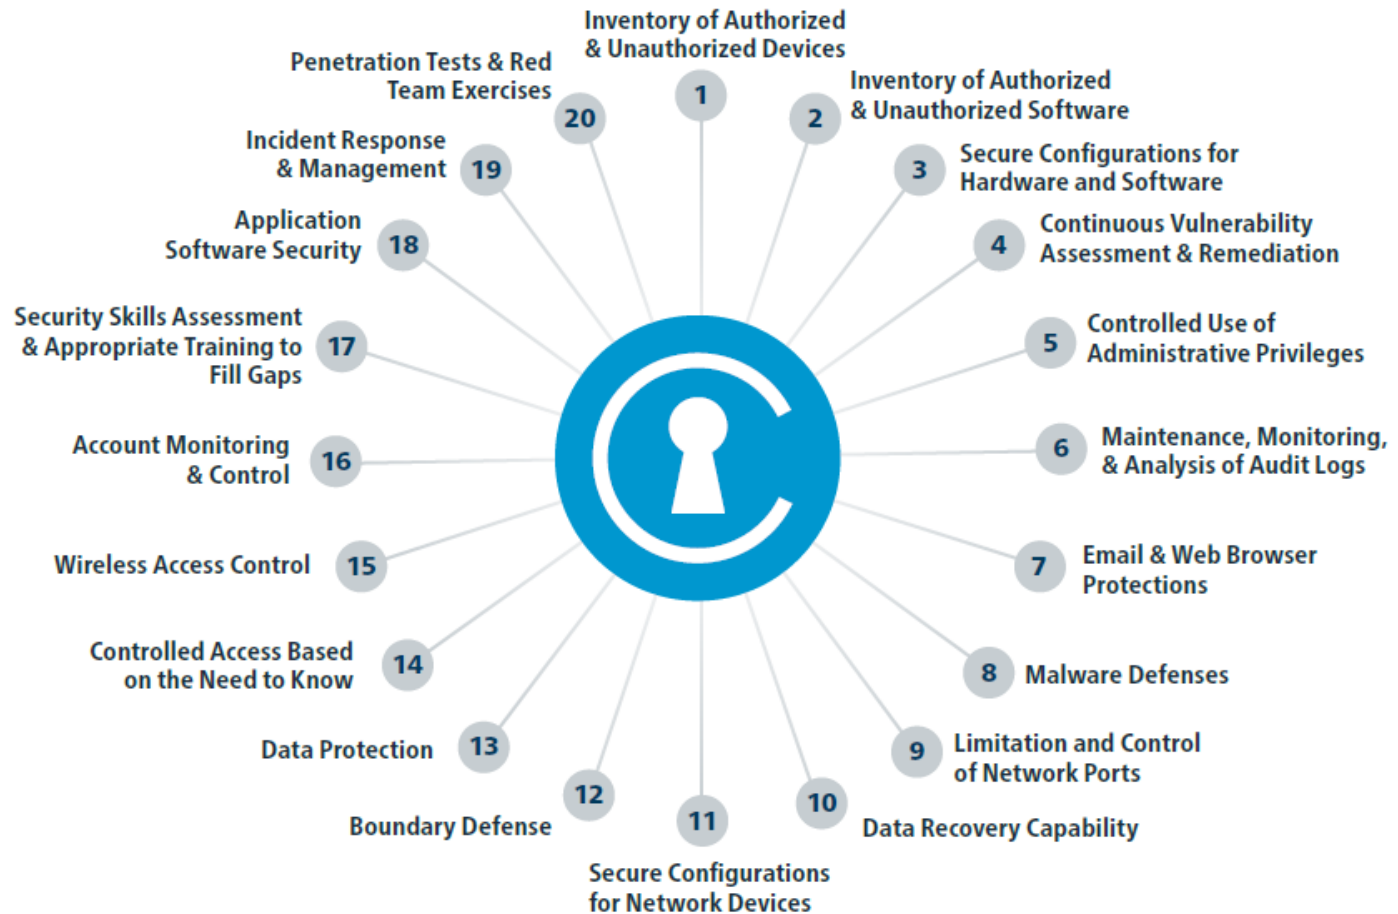 Inventory of Authorized
& Unauthorized Devices
1
Inventory of Authorized
& Unauthorized Software
2
Secure Configurations for
Hardware and Software
3
Continuous Vulnerability
Assessment & Remediation
4
Controlled Use of
Administrative Privileges
5
Maintenance, Monitoring,
& Analysis of Audit Logs
6
Email & Web Browser
Protections
7
Malware Defenses
8
Limitation and Control
of Network Ports
9
Data Recovery Capability
10
Secure Configurations
for Network Devices
11
Boundary Defense
12
Data Protection
13
Controlled Access Based
on the Need to Know
14
Wireless Access Control
15
Account Monitoring
& Control
16
Security Skills Assessment
& Appropriate Training to
Fill Gaps
17
Application
Software Security
18
Incident Response
& Management
19
Penetration Tests & Red
Team Exercises
20